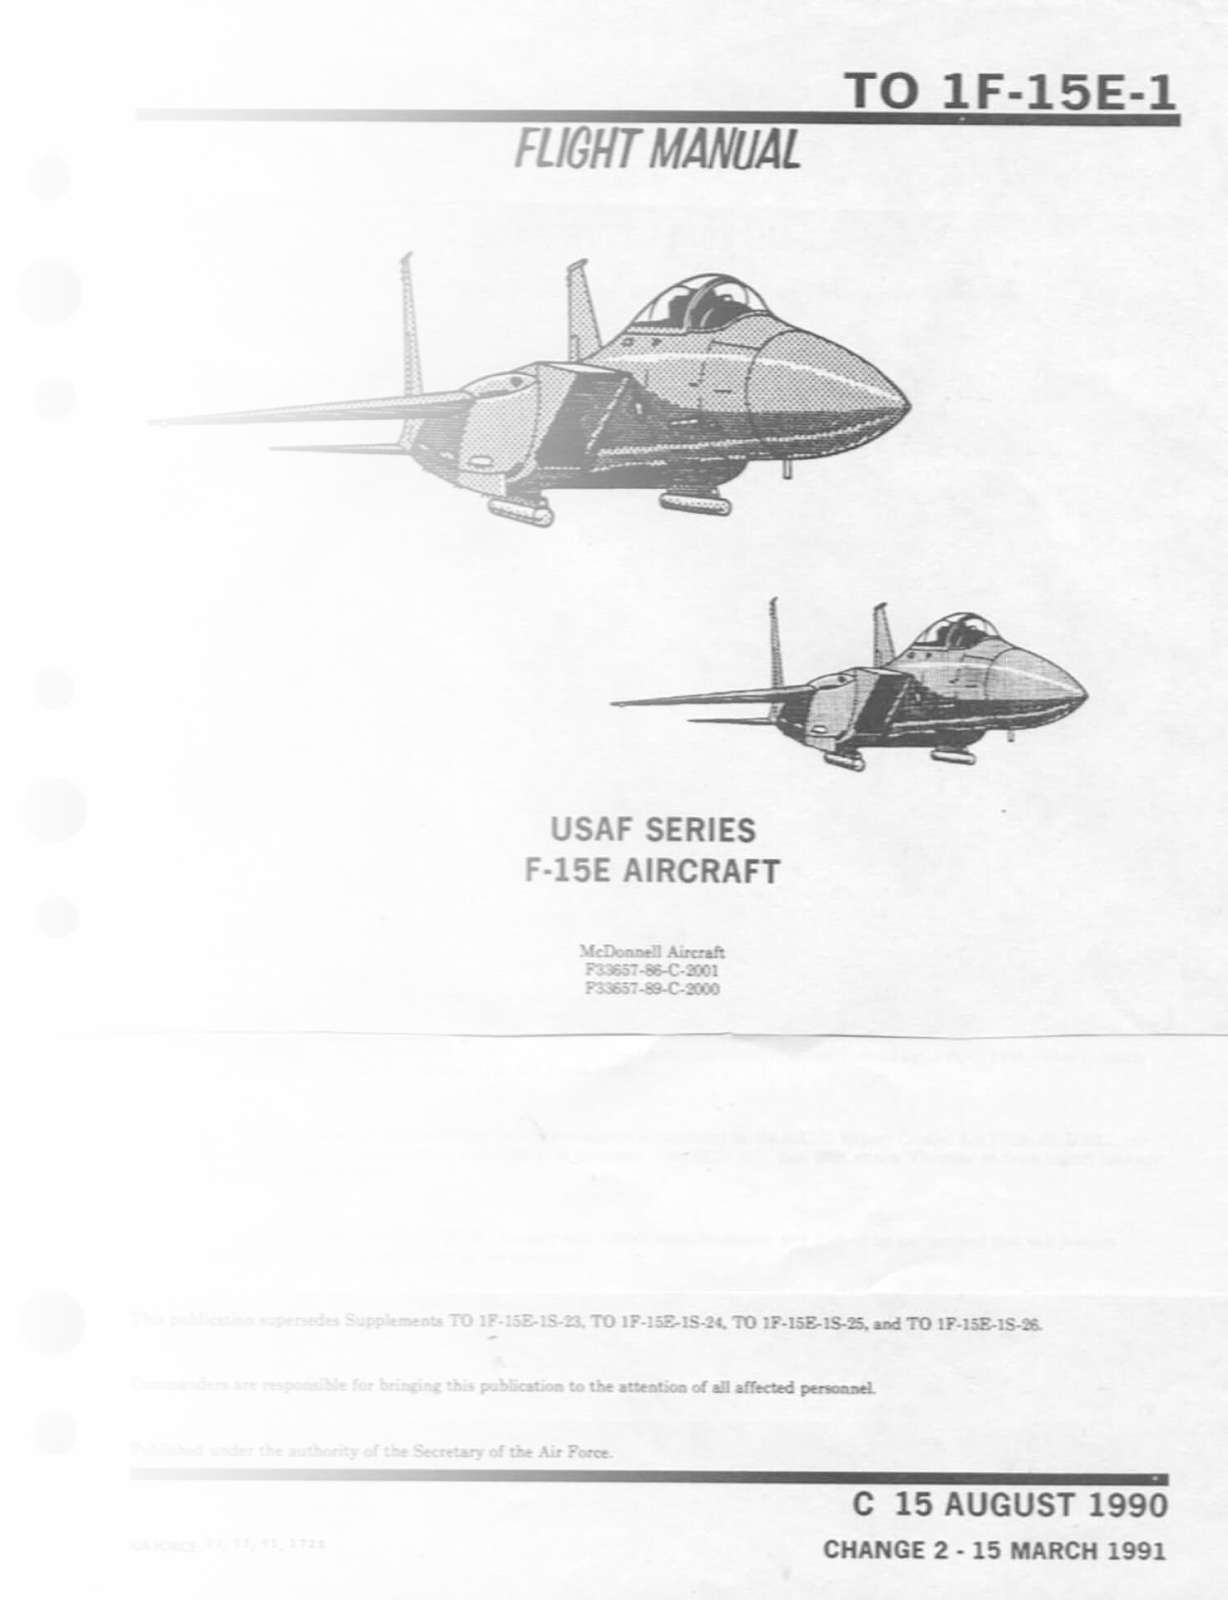 TO 1F-15E-1
FLIGHT MANUAL
USAF SERIES
F-15E AIRCRAFT
McDonnell Aircraft
F33657-86-C-2001
F33657-89-C-2000
This publication supersedes Supplements TO 1F-15E-1S-23, TO 1F-15E-1S-24, TO 1F-15E-1S-25, and TO 1F-15E-1S-26.
Commanders are responsible for bringing this publication to the attention of all affected personnel.
Published under the authority of the Secretary of the Air Force.
C 15 AUGUST 1990
AIR FORCE
CHANGE 2 - 15 MARCH 1991